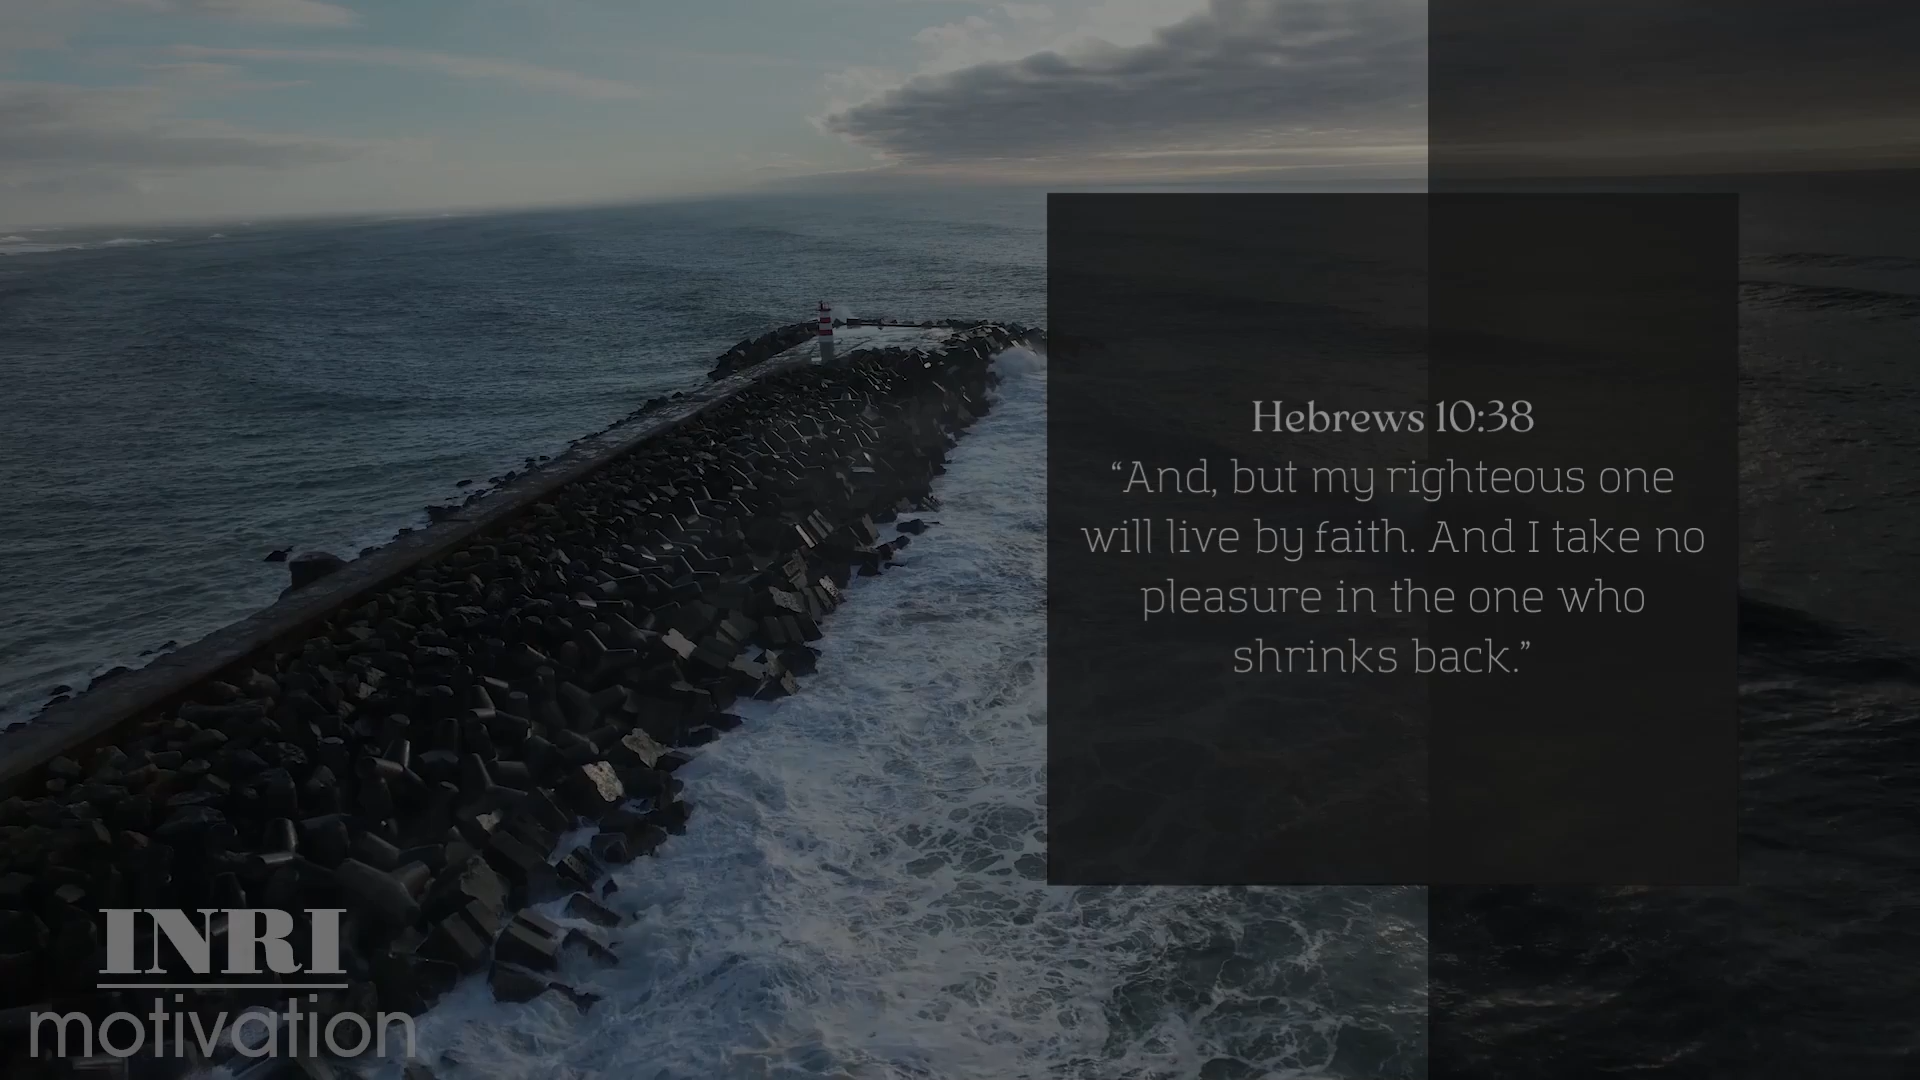 Hebrews 10:38
“And, but my righteous one
will live by faith. And I take no
pleasure in the one who
shrinks back.”
INRI
motivation